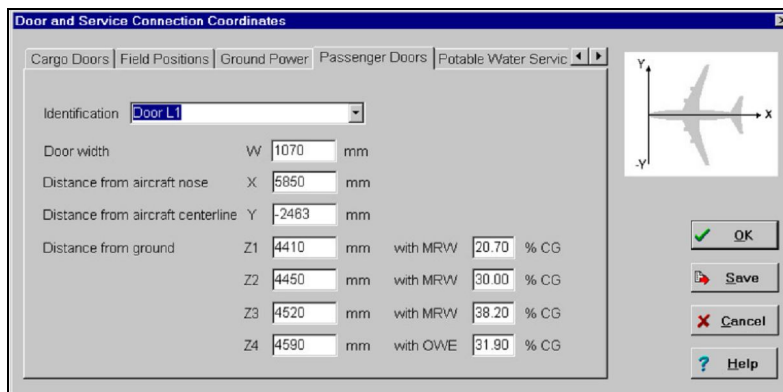 Door and Service Connection Coordinates
Cargo Doors Field Positions Ground Power Passenger Doors Potable Water Servic
Identification Door L1
Door width W 1070 mm
Distance from aircraft nose X 5850 mm
Distance from aircraft centerline Y -2463 mm
Distance from ground Z1 4410 mm with MRW 20.70 % CG
Z2 4450 mm with MRW 30.00 % CG
Z3 4520 mm with MRW 38.20 % CG
Z4 4590 mm with OWE 31.90 % CG
Y
X
-Y
OK
Save
Cancel
? Help